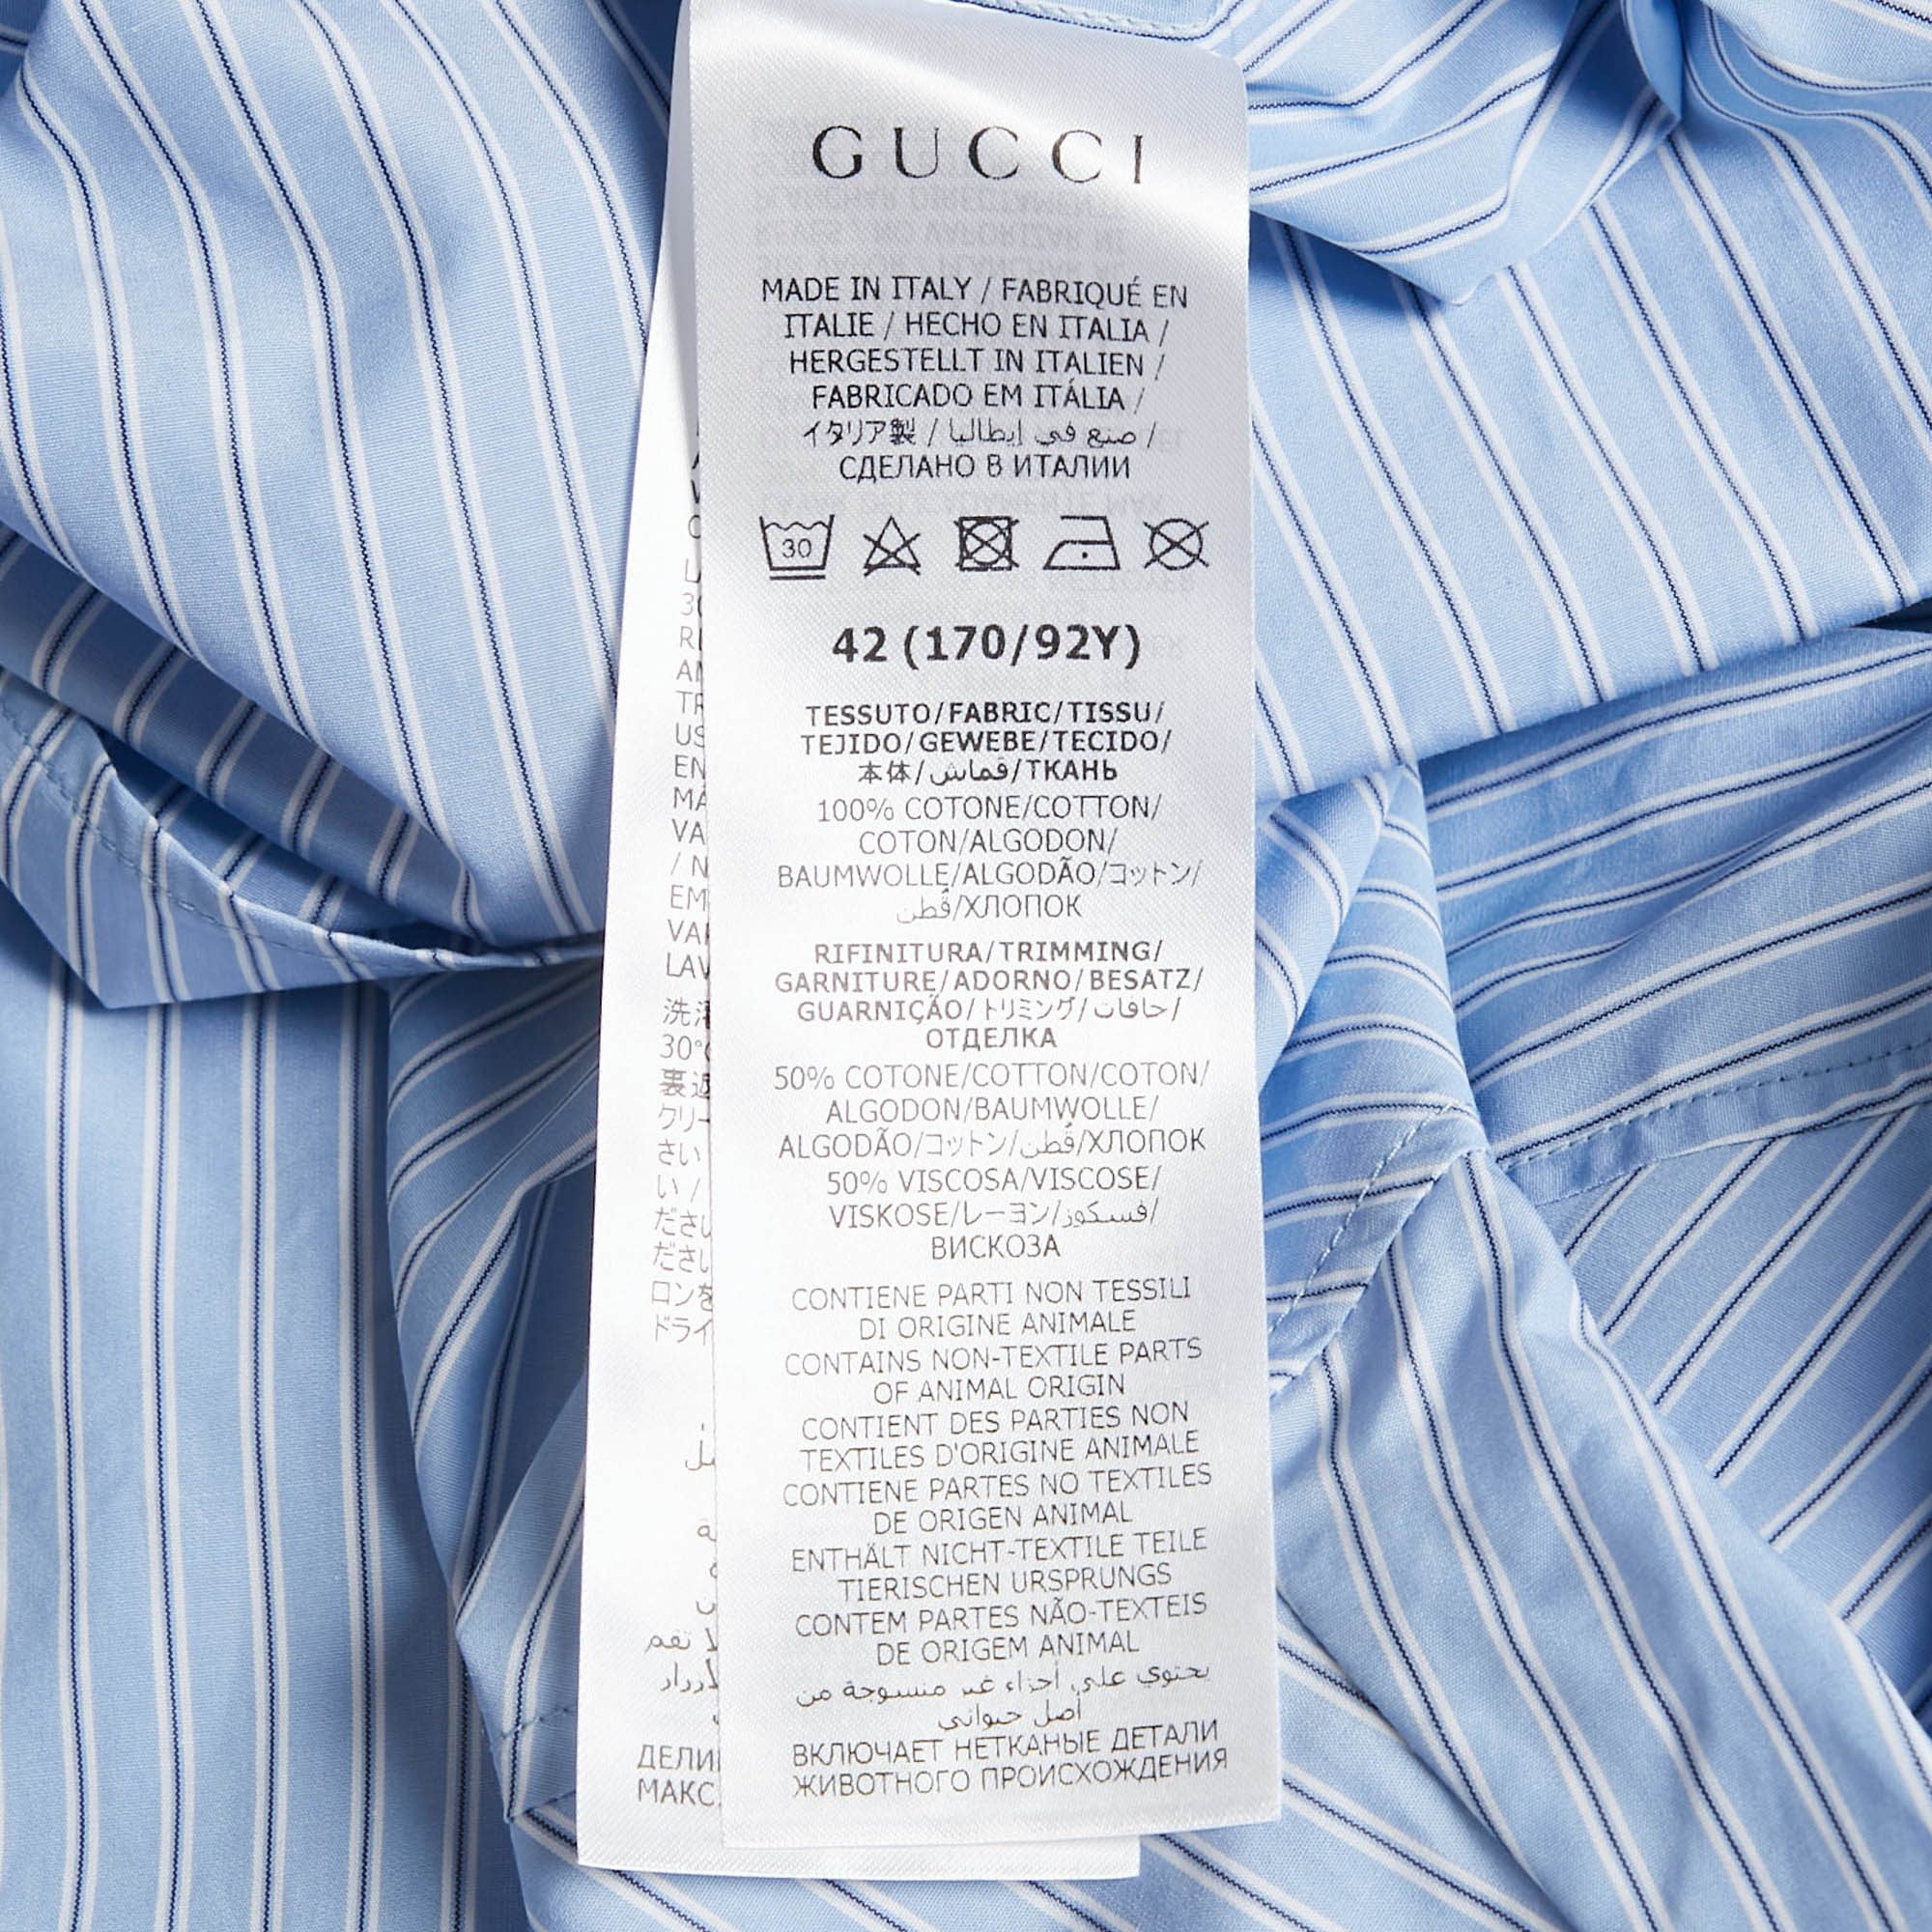 GUCCI
MADE IN ITALY / FABRIQUÉ EN
ITALIE / HECHO EN ITALIA /
HERGESTELLT IN ITALIEN /
FABRICADO EM ITÁLIA /
イタリア製 / صنع في إيطاليا /
СДЕЛАНО В ИТАЛИИ
30
42 (170/92Y)
TESSUTO/FABRIC/TISSU/
TEJIDO/GEWEBE/TECIDO/
本体/قماش/ТКАНЬ
100% COTONE/COTTON/
COTON/ALGODON/
BAUMWOLLE/ALGODÃO/コットン/
قطن/ХЛОПОК
RIFINITURA/TRIMMING/
GARNITURE/ADORNO/BESATZ/
GUARNIÇÃO/トリミング/حافات/
ОТДЕЛКА
50% COTONE/COTTON/COTON/
ALGODON/BAUMWOLLE/
ALGODÃO/コットン/قطن/ХЛОПОК
50% VISCOSA/VISCOSE/
VISKOSE/レーヨン/فسكوز/
ВИСКОЗА
CONTIENE PARTI NON TESSILI
DI ORIGINE ANIMALE
CONTAINS NON-TEXTILE PARTS
OF ANIMAL ORIGIN
CONTIENT DES PARTIES NON
TEXTILES D'ORIGINE ANIMALE
CONTIENE PARTES NO TEXTILES
DE ORIGEN ANIMAL
ENTHÄLT NICHT-TEXTILE TEILE
TIERISCHEN URSPRUNGS
CONTEM PARTES NÃO-TEXTEIS
DE ORIGEM ANIMAL
يحتوي على أجزاء غير منسوجة من
أصل حيواني
ВКЛЮЧАЕТ НЕТКАНЫЕ ДЕТАЛИ
ЖИВОТНОГО ПРОИСХОЖДЕНИЯ